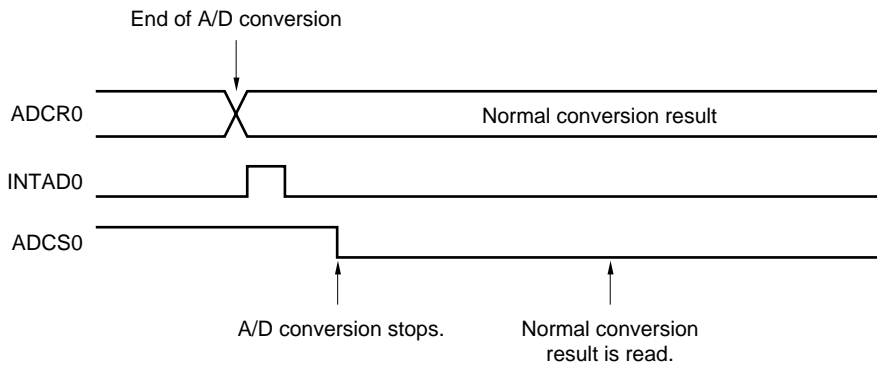 End of A/D conversion
ADCR0
Normal conversion result
INTAD0
ADCS0
A/D conversion stops.
Normal conversion
result is read.